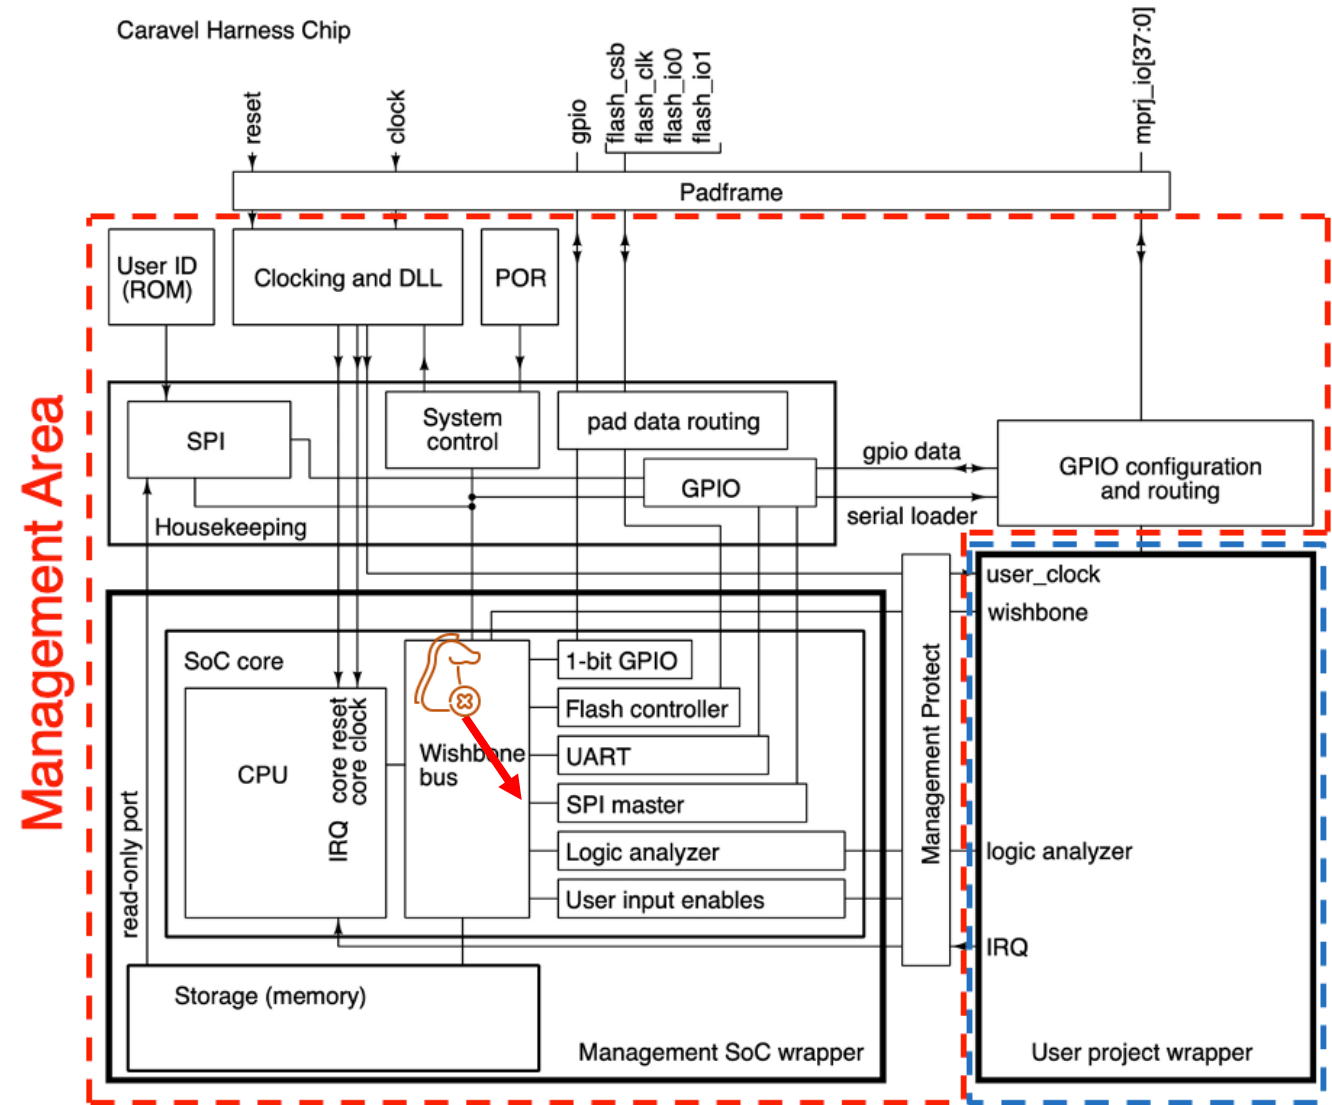 Caravel Harness Chip
reset
clock
gpio
flash_csb
flash_clk
flash_io0
flash_io1
mprj_io[37:0]
Padframe
Management Area
User ID
(ROM)
Clocking and DLL
POR
SPI
System
control
pad data routing
GPIO
gpio data
serial loader
GPIO configuration
and routing
Housekeeping
user_clock
wishbone
SoC core
CPU
IRQ
core reset
core clock
Wishbone
bus
1-bit GPIO
Flash controller
UART
SPI master
Logic analyzer
User input enables
Management Protect
logic analyzer
IRQ
read-only port
Storage (memory)
Management SoC wrapper
User project wrapper